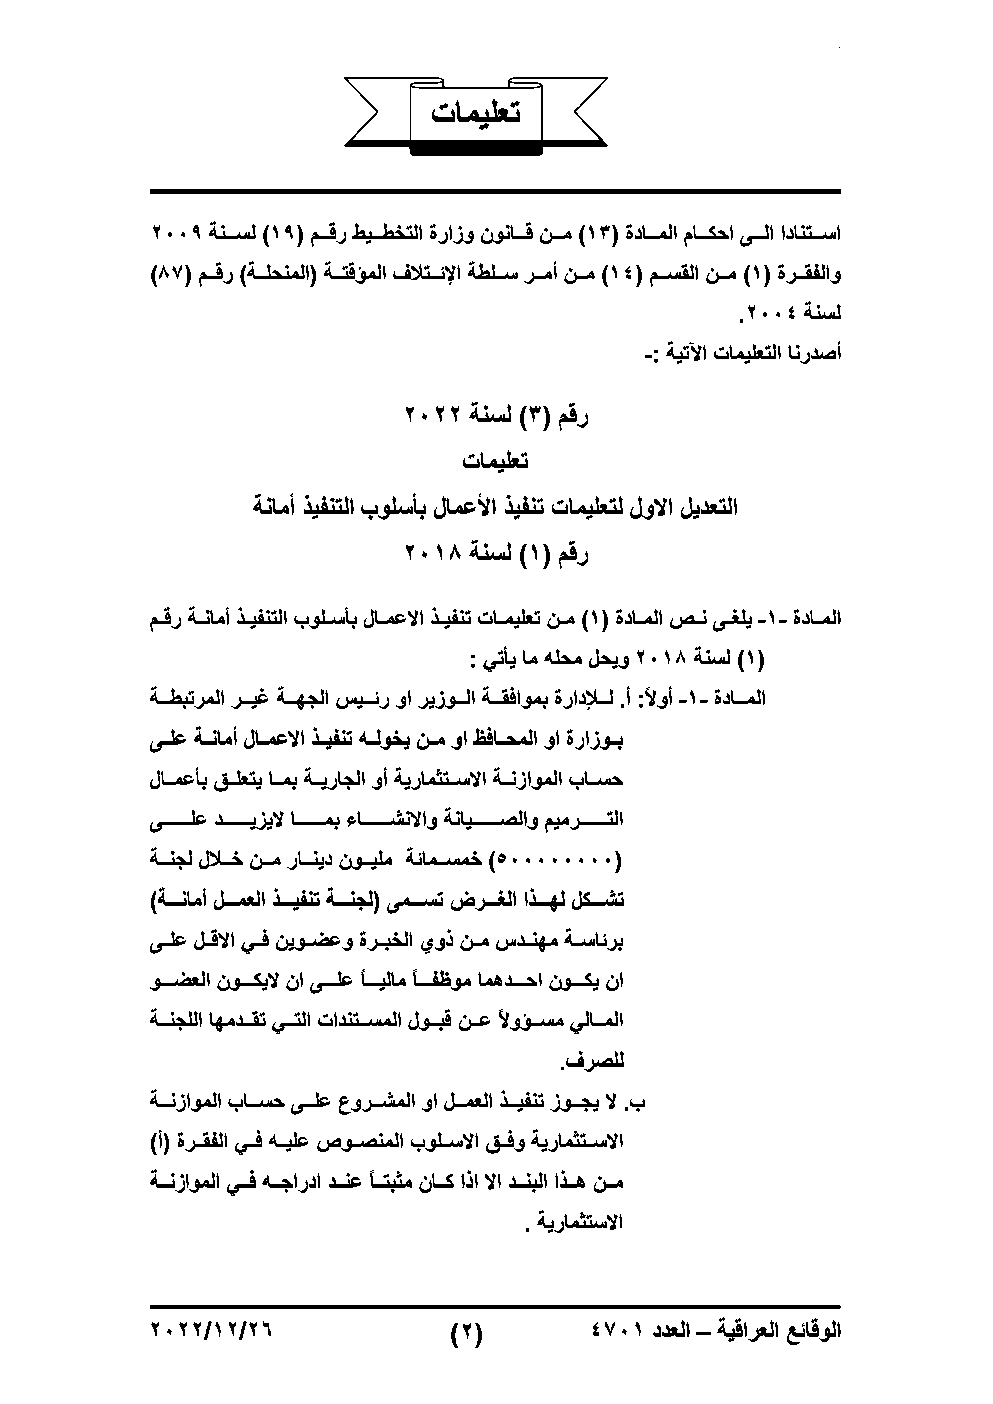 تعليمات
استنادا الى احكام المادة (١٣) من قانون وزارة التخطيط رقم (١٩) لسنة ٢٠٠٩
والفقرة (١) من القسم (١٤) من أمر سلطة الإئتلاف المؤقتة (المنحلة) رقم (٨٧)
لسنة ٢٠٠٤.
أصدرنا التعليمات الآتية :-
رقم (٣) لسنة ٢٠٢٢
تعليمات
التعديل الاول لتعليمات تنفيذ الأعمال بأسلوب التنفيذ أمانة
رقم (١) لسنة ٢٠١٨
المادة -١- يلغى نص المادة (١) من تعليمات تنفيذ الاعمال بأسلوب التنفيذ أمانة رقم
(١) لسنة ٢٠١٨ ويحل محله ما يأتي :
المادة -١- أولاً: أ. للإدارة بموافقة الوزير او رئيس الجهة غير المرتبطة
بوزارة او المحافظ او من يخوله تنفيذ الاعمال أمانة على
حساب الموازنة الاستثمارية أو الجارية بما يتعلق بأعمال
الترميم والصيانة والانشاء بما لايزيد على
(٥٠٠٠٠٠٠٠٠) خمسمائة مليون دينار من خلال لجنة
تشكل لهذا الغرض تسمى (لجنة تنفيذ العمل أمانة)
برئاسة مهندس من ذوي الخبرة وعضوين في الاقل على
ان يكون احدهما موظفاً مالياً على ان لايكون العضو
المالي مسؤولاً عن قبول المستندات التي تقدمها اللجنة
للصرف.
ب. لا يجوز تنفيذ العمل او المشروع على حساب الموازنة
الاستثمارية وفق الاسلوب المنصوص عليه في الفقرة (أ)
من هذا البند الا اذا كان مثبتاً عند ادراجه في الموازنة
الاستثمارية .
الوقائع العراقية – العدد ٤٧٠١ (٢) ٢٠٢٢/١٢/٢٦